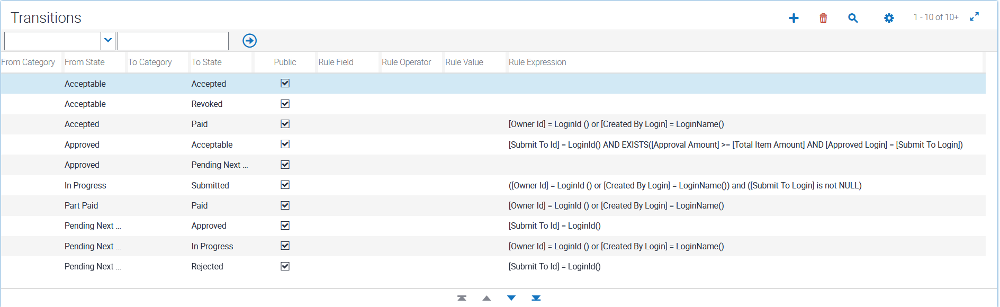 Transitions
1 - 10 of 10+
From Category From State To Category To State Public Rule Field Rule Operator Rule Value Rule Expression
Acceptable Accepted
Acceptable Revoked
Accepted Paid [Owner Id] = LoginId () or [Created By Login] = LoginName()
Approved Acceptable [Submit To Id] = LoginId() AND EXISTS([Approval Amount] >= [Total Item Amount] AND [Approved Login] = [Submit To Login])
Approved Pending Next ...
In Progress Submitted ([Owner Id] = LoginId () or [Created By Login] = LoginName()) and ([Submit To Login] is not NULL)
Part Paid Paid [Owner Id] = LoginId () or [Created By Login] = LoginName()
Pending Next ... Approved [Submit To Id] = LoginId()
Pending Next ... In Progress [Owner Id] = LoginId () or [Created By Login] = LoginName()
Pending Next ... Rejected [Submit To Id] = LoginId()